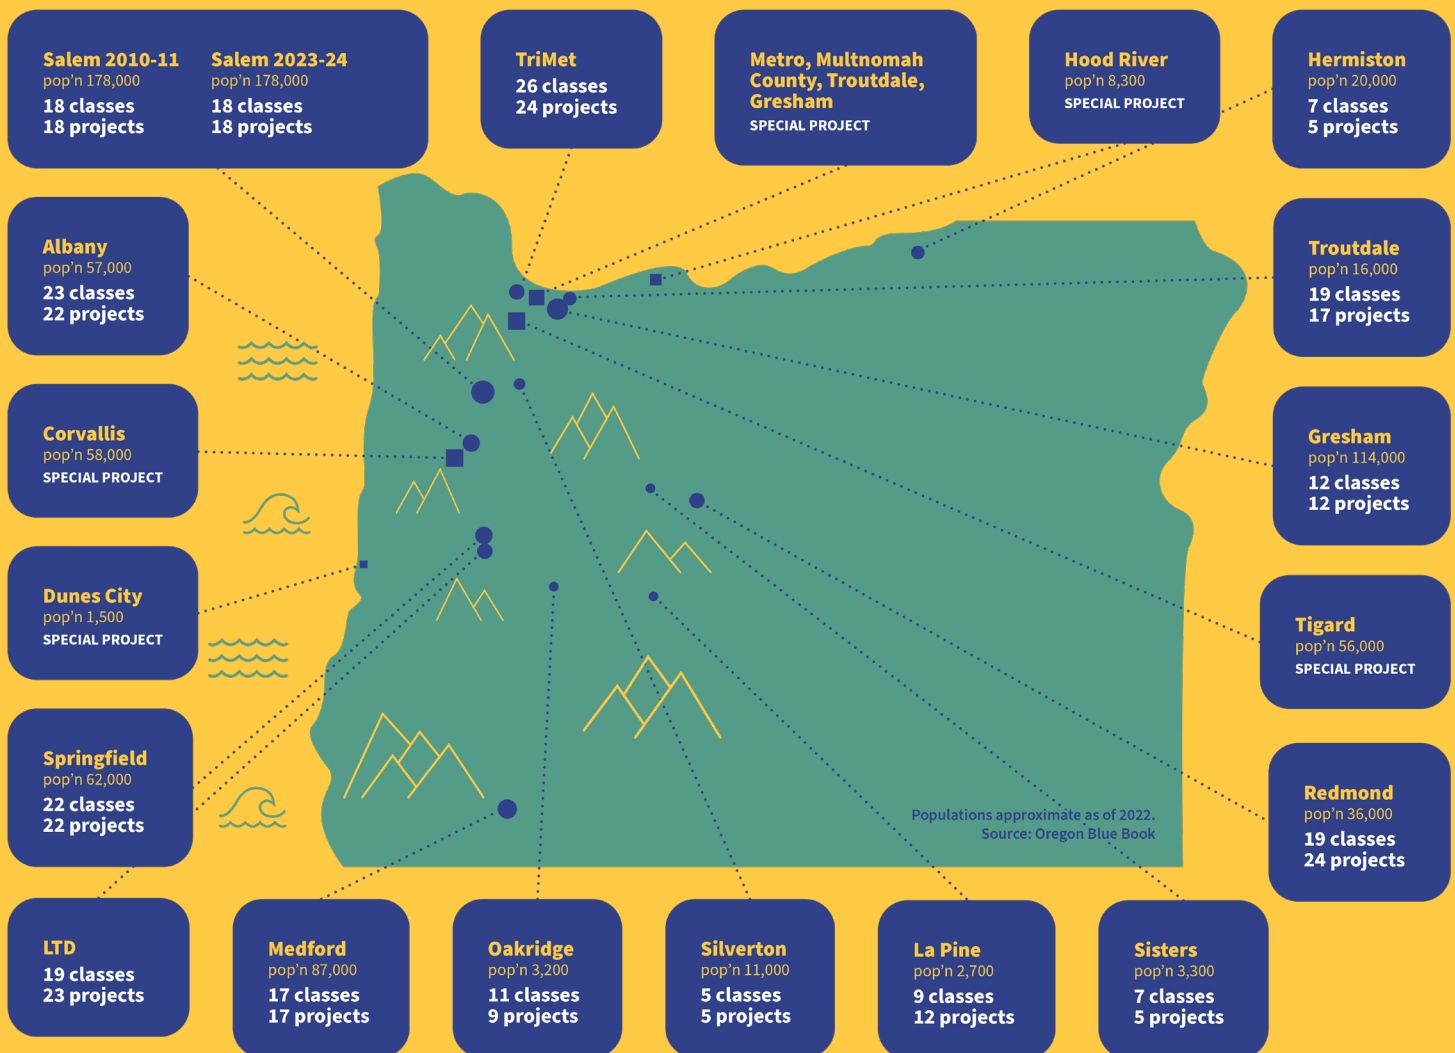 Salem 2010-11
pop'n 178,000
18 classes
18 projects
Salem 2023-24
pop'n 178,000
18 classes
18 projects
TriMet
26 classes
24 projects
Metro, Multnomah
County, Troutdale,
Gresham
SPECIAL PROJECT
Hood River
pop'n 8,300
SPECIAL PROJECT
Hermiston
pop'n 20,000
7 classes
5 projects
Albany
pop'n 57,000
23 classes
22 projects
Troutdale
pop'n 16,000
19 classes
17 projects
Corvallis
pop'n 58,000
SPECIAL PROJECT
Gresham
pop'n 114,000
12 classes
12 projects
Dunes City
pop'n 1,500
SPECIAL PROJECT
Tigard
pop'n 56,000
SPECIAL PROJECT
Springfield
pop'n 62,000
22 classes
22 projects
Redmond
pop'n 36,000
19 classes
24 projects
Populations approximate as of 2022.
Source: Oregon Blue Book
LTD
19 classes
23 projects
Medford
pop'n 87,000
17 classes
17 projects
Oakridge
pop'n 3,200
11 classes
9 projects
Silverton
pop'n 11,000
5 classes
5 projects
La Pine
pop'n 2,700
9 classes
12 projects
Sisters
pop'n 3,300
7 classes
5 projects